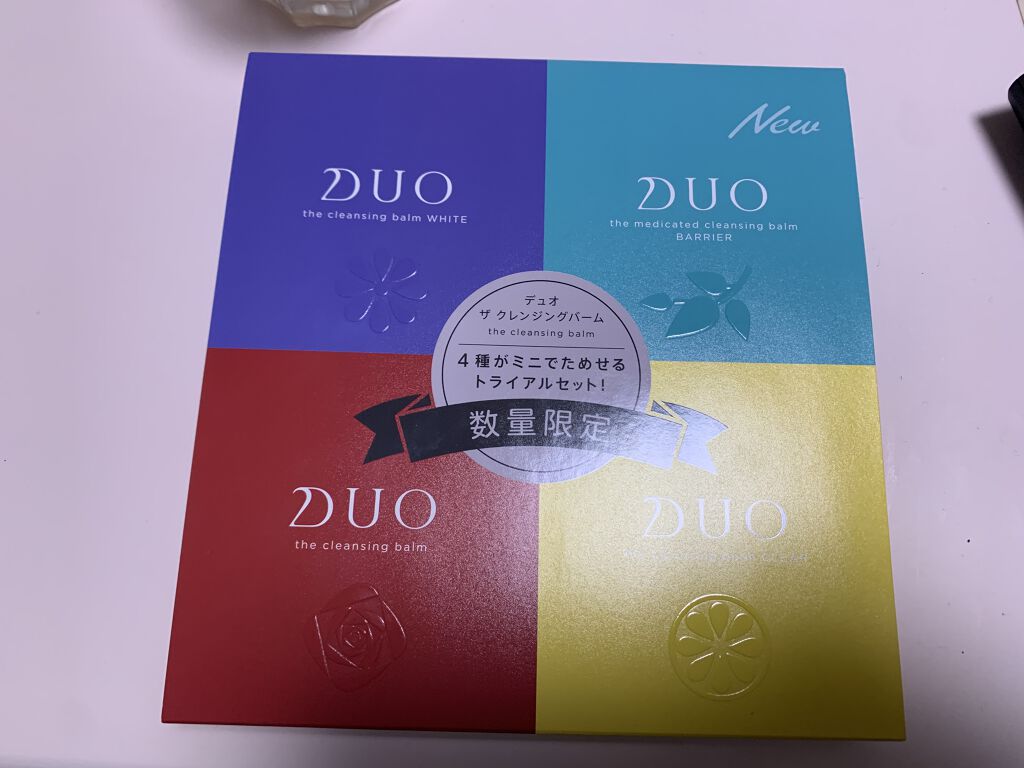 DUO
the cleansing balm WHITE
New
DUO
the medicated cleansing balm
BARRIER
デュオ
ザ クレンジングバーム
the cleansing balm
4種がミニでためせる
トライアルセット!
数量限定
DUO
the cleansing balm
DUO